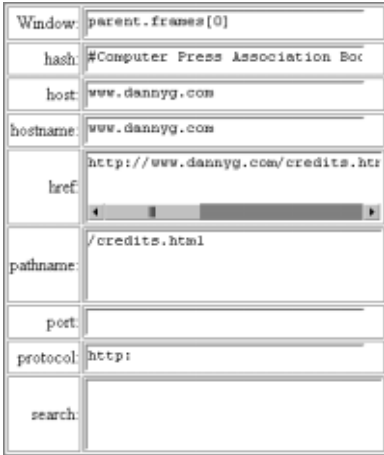 Window: parent.frames[0]
hash: #Computer Press Association Boo
host: www.dannyg.com
hostname: www.dannyg.com
href: http://www.dannyg.com/credits.htm
pathname: /credits.html
port:
protocol: http:
search: